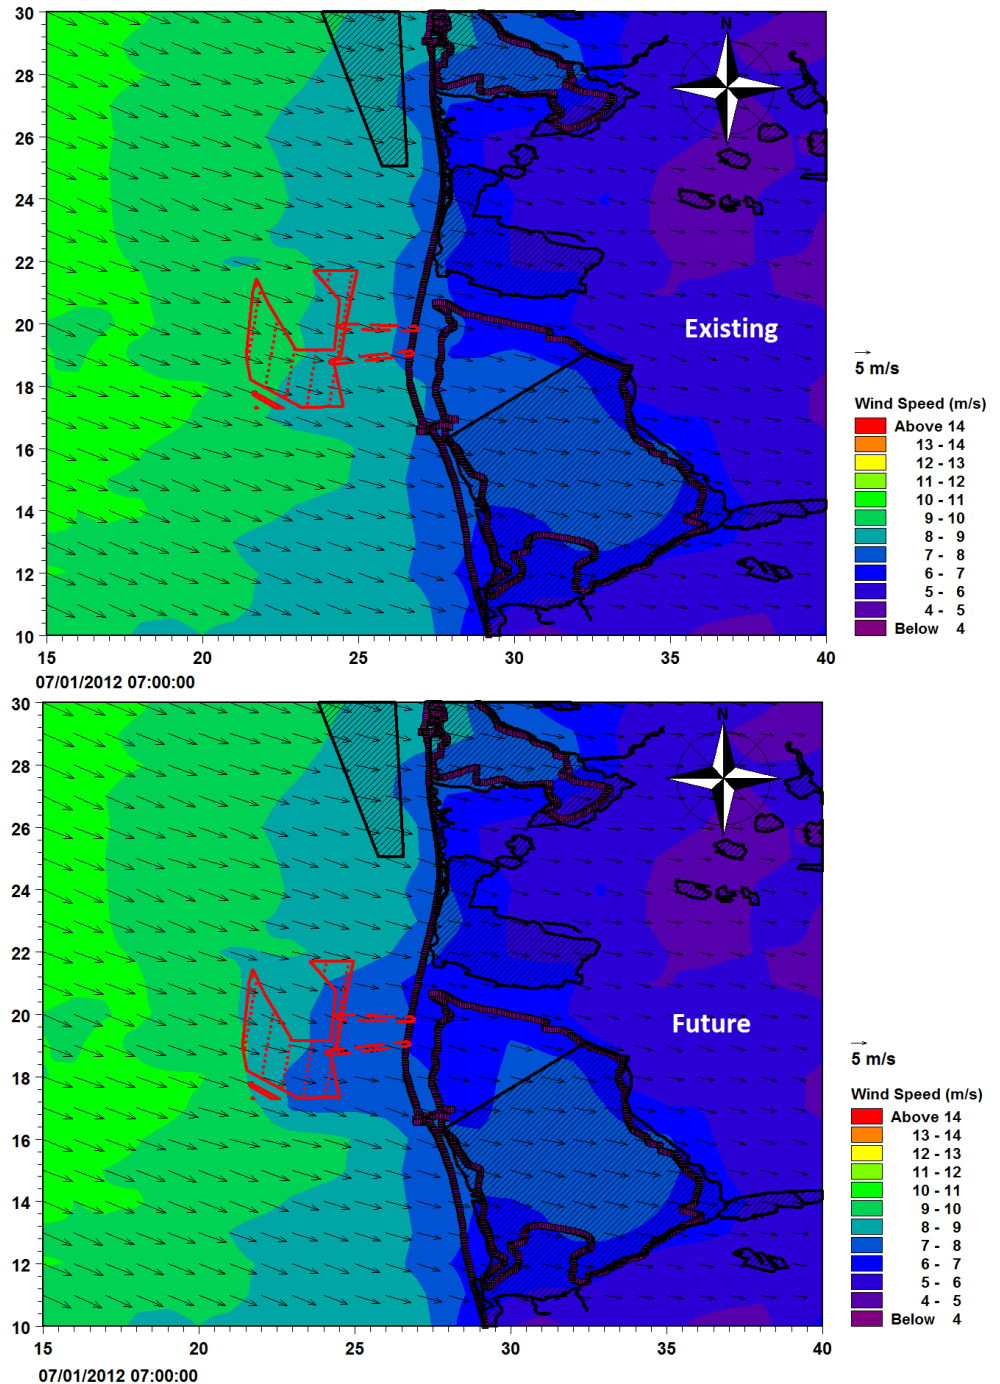 30
28
26
24
22
20
18
16
14
12
10
15 20 25 30 35 40
N
Existing
07/01/2012 07:00:00
5 m/s
Wind Speed (m/s)
Above 14
13 - 14
12 - 13
11 - 12
10 - 11
9 - 10
8 - 9
7 - 8
6 - 7
5 - 6
4 - 5
Below 4
30
28
26
24
22
20
18
16
14
12
10
15 20 25 30 35 40
N
Future
07/01/2012 07:00:00
5 m/s
Wind Speed (m/s)
Above 14
13 - 14
12 - 13
11 - 12
10 - 11
9 - 10
8 - 9
7 - 8
6 - 7
5 - 6
4 - 5
Below 4